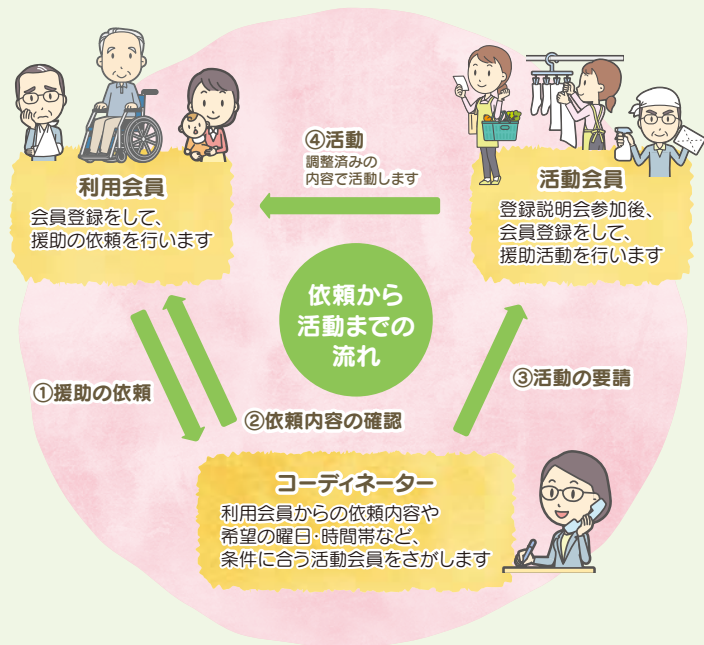 ④活動
調整済みの
内容で活動します
利用会員
会員登録をして、
援助の依頼を行います
活動会員
登録説明会参加後、
会員登録をして、
援助活動を行います
依頼から
活動までの
流れ
①援助の依頼
②依頼内容の確認
③活動の要請
コーディネーター
利用会員からの依頼内容や
希望の曜日・時間帯など、
条件に合う活動会員をさがします